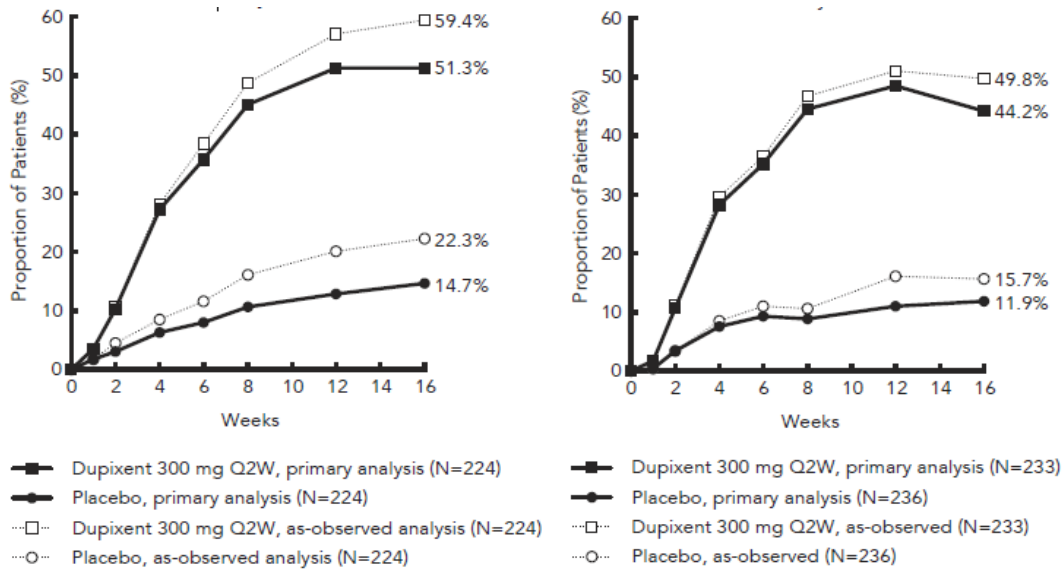 60
50
40
30
20
10
0
Proportion of Patients (%)
59.4%
51.3%
22.3%
14.7%
0 2 4 6 8 10 12 14 16
Weeks
Dupixent 300 mg Q2W, primary analysis (N=224)
Placebo, primary analysis (N=224)
Dupixent 300 mg Q2W, as-observed analysis (N=224)
Placebo, as-observed analysis (N=224)
60
50
40
30
20
10
0
Proportion of Patients (%)
49.8%
44.2%
15.7%
11.9%
0 2 4 6 8 10 12 14 16
Weeks
Dupixent 300 mg Q2W, primary analysis (N=233)
Placebo, primary analysis (N=236)
Dupixent 300 mg Q2W, as-observed (N=233)
Placebo, as-observed (N=236)